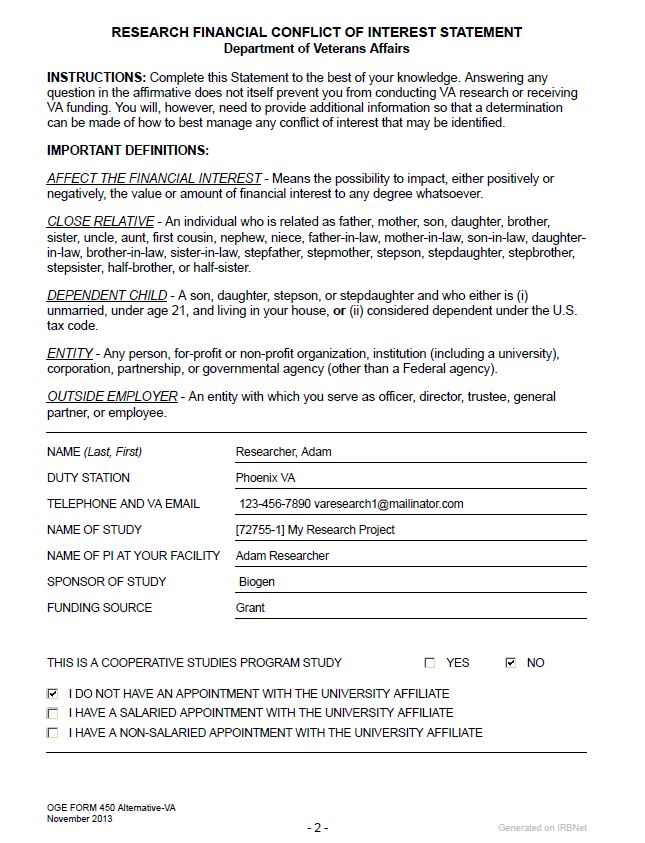 RESEARCH FINANCIAL CONFLICT OF INTEREST STATEMENT
Department of Veterans Affairs
INSTRUCTIONS: Complete this Statement to the best of your knowledge. Answering any
question in the affirmative does not itself prevent you from conducting VA research or receiving
VA funding. You will, however, need to provide additional information so that a determination
can be made of how to best manage any conflict of interest that may be identified.
IMPORTANT DEFINITIONS:
AFFECT THE FINANCIAL INTEREST - Means the possibility to impact, either positively or
negatively, the value or amount of financial interest to any degree whatsoever.
CLOSE RELATIVE - An individual who is related as father, mother, son, daughter, brother,
sister, uncle, aunt, first cousin, nephew, niece, father-in-law, mother-in-law, son-in-law, daughter-
in-law, brother-in-law, sister-in-law, stepfather, stepmother, stepson, stepdaughter, stepbrother,
stepsister, half-brother, or half-sister.
DEPENDENT CHILD - A son, daughter, stepson, or stepdaughter and who either is (i)
unmarried, under age 21, and living in your house, or (ii) considered dependent under the U.S.
tax code.
ENTITY - Any person, for-profit or non-profit organization, institution (including a university),
corporation, partnership, or governmental agency (other than a Federal agency).
OUTSIDE EMPLOYER - An entity with which you serve as officer, director, trustee, general
partner, or employee.
NAME (Last, First) Researcher, Adam
DUTY STATION Phoenix VA
TELEPHONE AND VA EMAIL 123-456-7890 varesearch1@mailinator.com
NAME OF STUDY [72755-1] My Research Project
NAME OF PI AT YOUR FACILITY Adam Researcher
SPONSOR OF STUDY Biogen
FUNDING SOURCE Grant
THIS IS A COOPERATIVE STUDIES PROGRAM STUDY YES NO
I DO NOT HAVE AN APPOINTMENT WITH THE UNIVERSITY AFFILIATE
I HAVE A SALARIED APPOINTMENT WITH THE UNIVERSITY AFFILIATE
I HAVE A NON-SALARIED APPOINTMENT WITH THE UNIVERSITY AFFILIATE
OGE FORM 450 Alternative-VA
November 2013
- 2 -
Generated on IRBNet